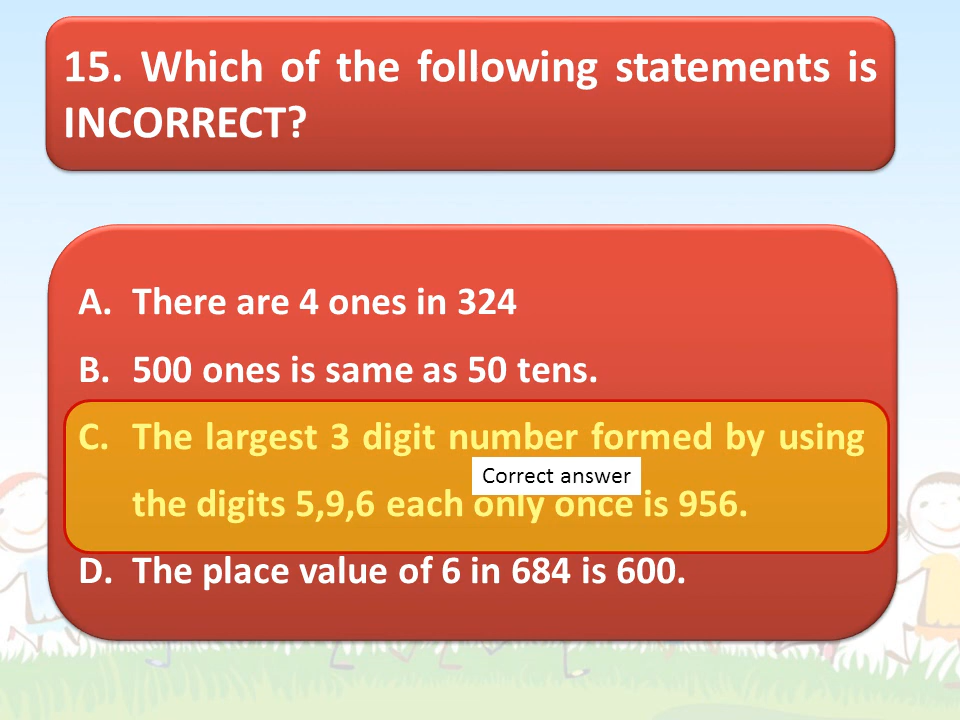 15. Which of the following statements is
INCORRECT?
A. There are 4 ones in 324
B. 500 ones is same as 50 tens.
C. The largest 3 digit number formed by using
Correct answer
the digits 5,9,6 each only once is 956.
D. The place value of 6 in 684 is 600.